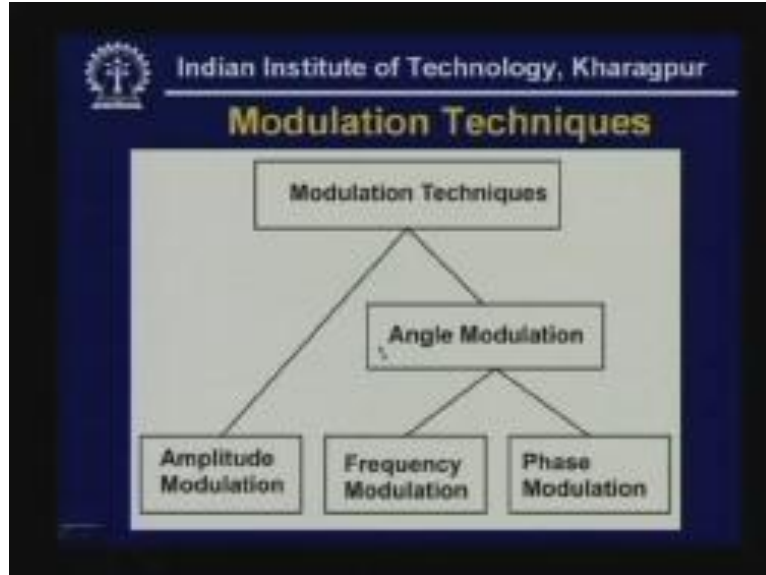 Indian Institute of Technology, Kharagpur
Modulation Techniques
Modulation Techniques
Angle Modulation
Amplitude
Modulation
Frequency
Modulation
Phase
Modulation